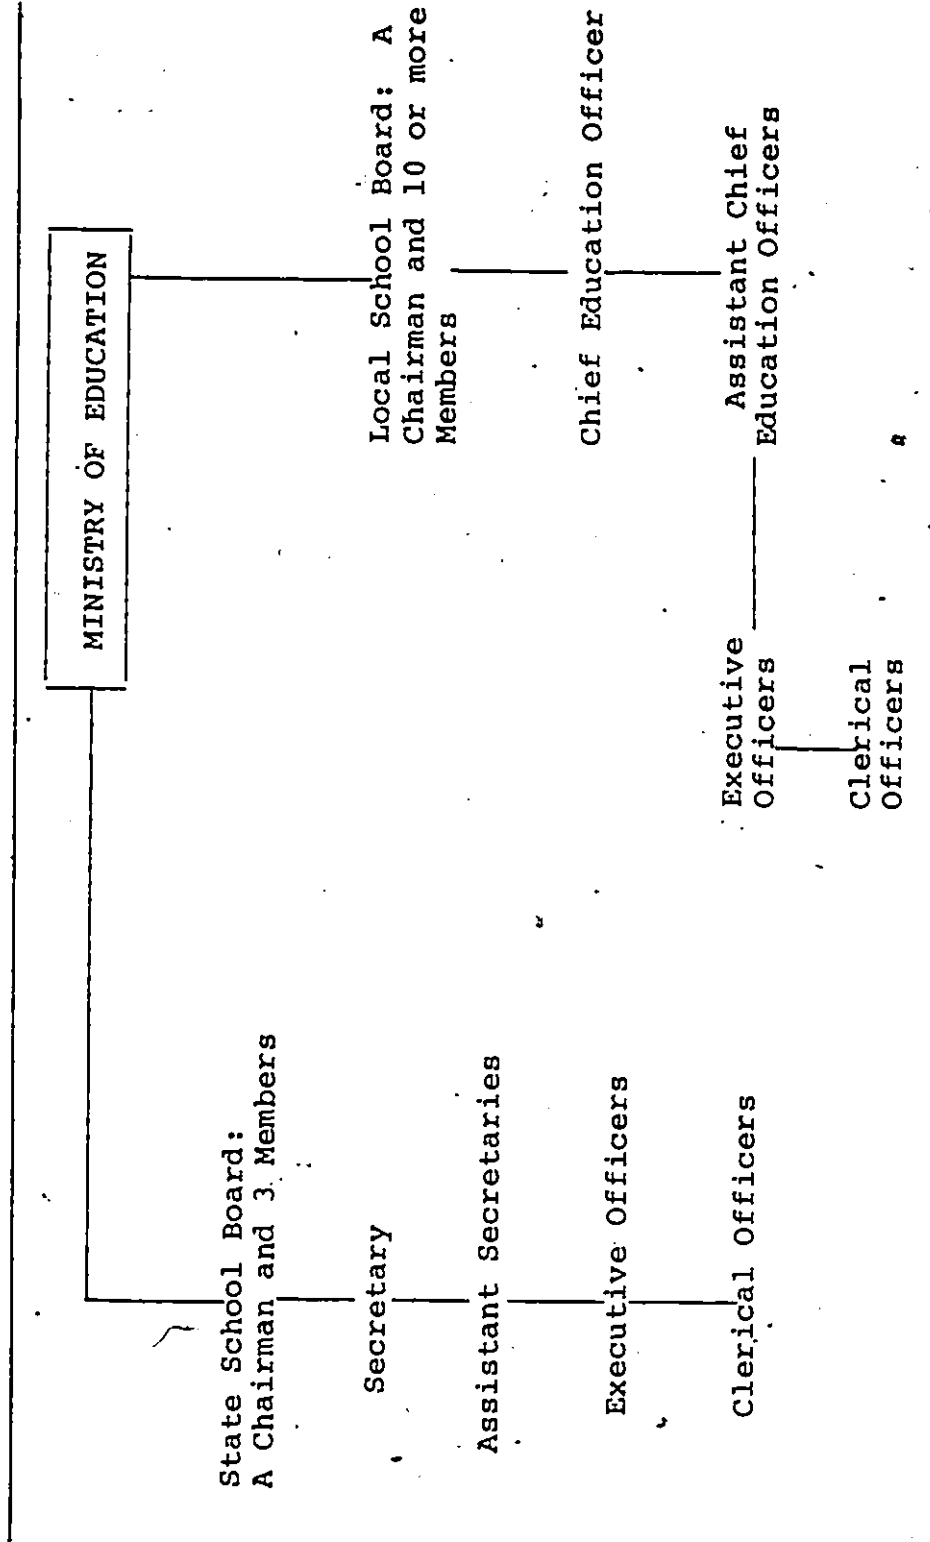 MINISTRY OF EDUCATION
State School Board:
A Chairman and 3 Members
Secretary
Assistant Secretaries
Executive Officers
Clerical Officers
Local School Board: A
Chairman and 10 or more
Members
Chief Education Officer
Assistant Chief
Education Officers
Executive
Officers
Clerical
Officers